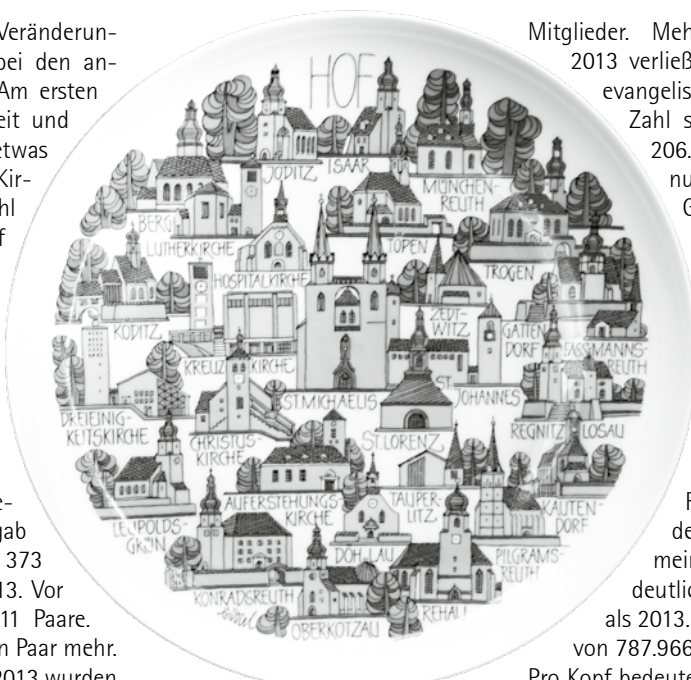 Veränderun-
bei den an-
Am ersten
eit und
etwas
Kir-
hl
f
e-
gab
373
13. Vor
11 Paare.
n Paar mehr.
2013 wurden
HOF
JODITZ
ISAAR
MÜNCHEN-
REUTH
BERG
LUTHERKIRCHE
TÖPEN
TROGEN
HOSPITALKIRCHE
KÖDITZ
ZEDT-
WITZ
GATTEN
DORF
FASSMANNS-
REUTH
KREUZ
KIRCHE
ST.MICHAELIS
ST.
JOHANNES
DREIEINIG-
KEITSKIRCHE
CHRISTUS-
KIRCHE
ST.LORENZ
REGNITZ
LOSAU
LEUPOLDS-
GRÜN
AUFERSTEHUNGS
KIRCHE
TAUPER-
LITZ
KAUTEN-
DORF
DÖHLAU
PILGRAMS-
REUTH
KONRADSREUTH
OBERKOTZAU
REHAU
Mitglieder. Meh
2013 verließ
evangelis
Zahl s
206.
nu
G
F
de
mein
deutlic
als 2013.
von 787.966
Pro Kopf bedeute